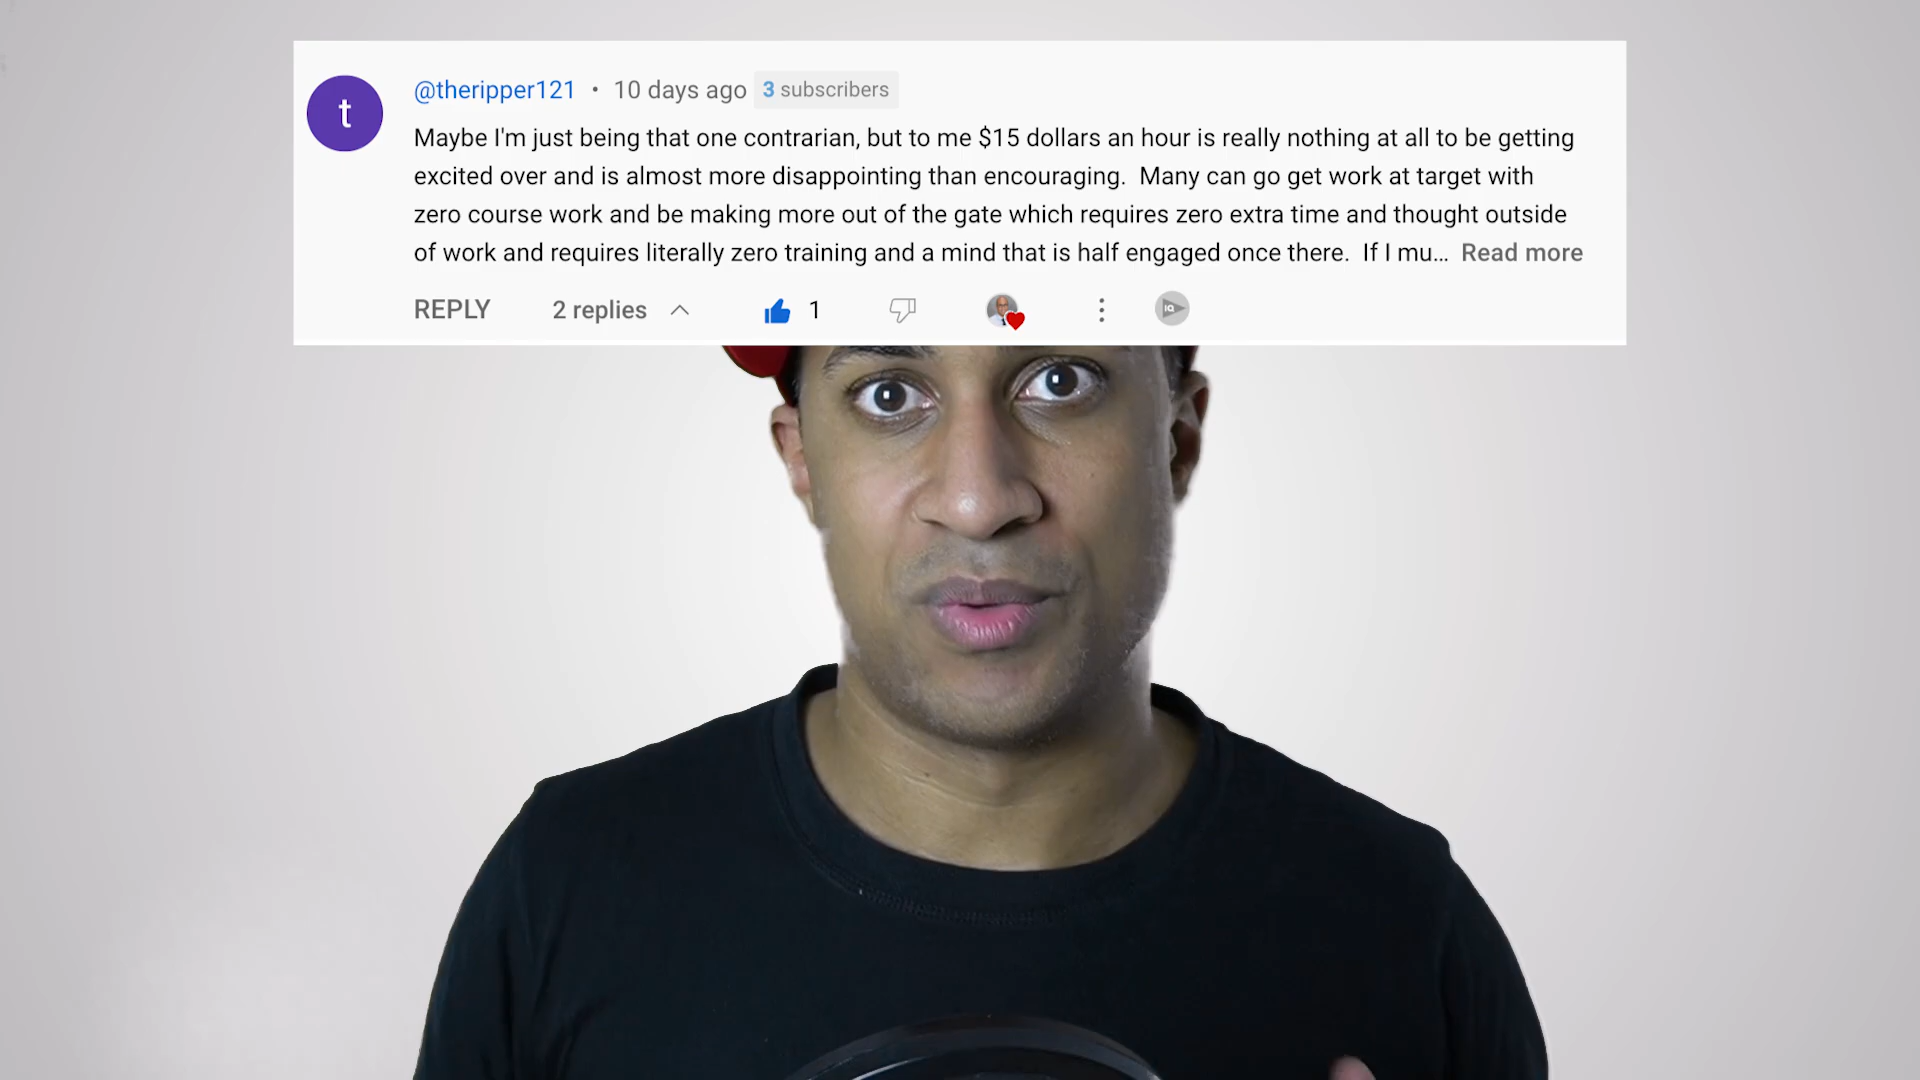 t
@theripper121 • 10 days ago 3 subscribers
Maybe I'm just being that one contrarian, but to me $15 dollars an hour is really nothing at all to be getting
excited over and is almost more disappointing than encouraging. Many can go get work at target with
zero course work and be making more out of the gate which requires zero extra time and thought outside
of work and requires literally zero training and a mind that is half engaged once there. If I mu... Read more
REPLY 2 replies 1 IQ